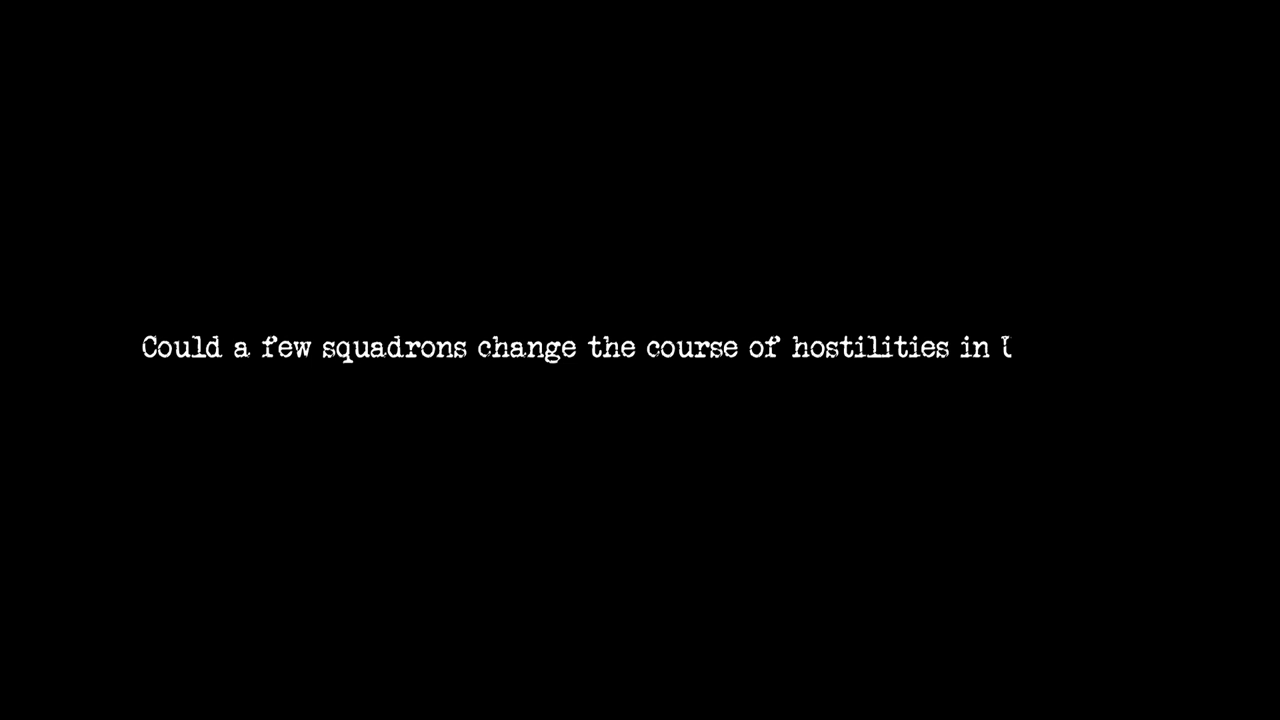 Could a few squadrons change the course of hostilities in